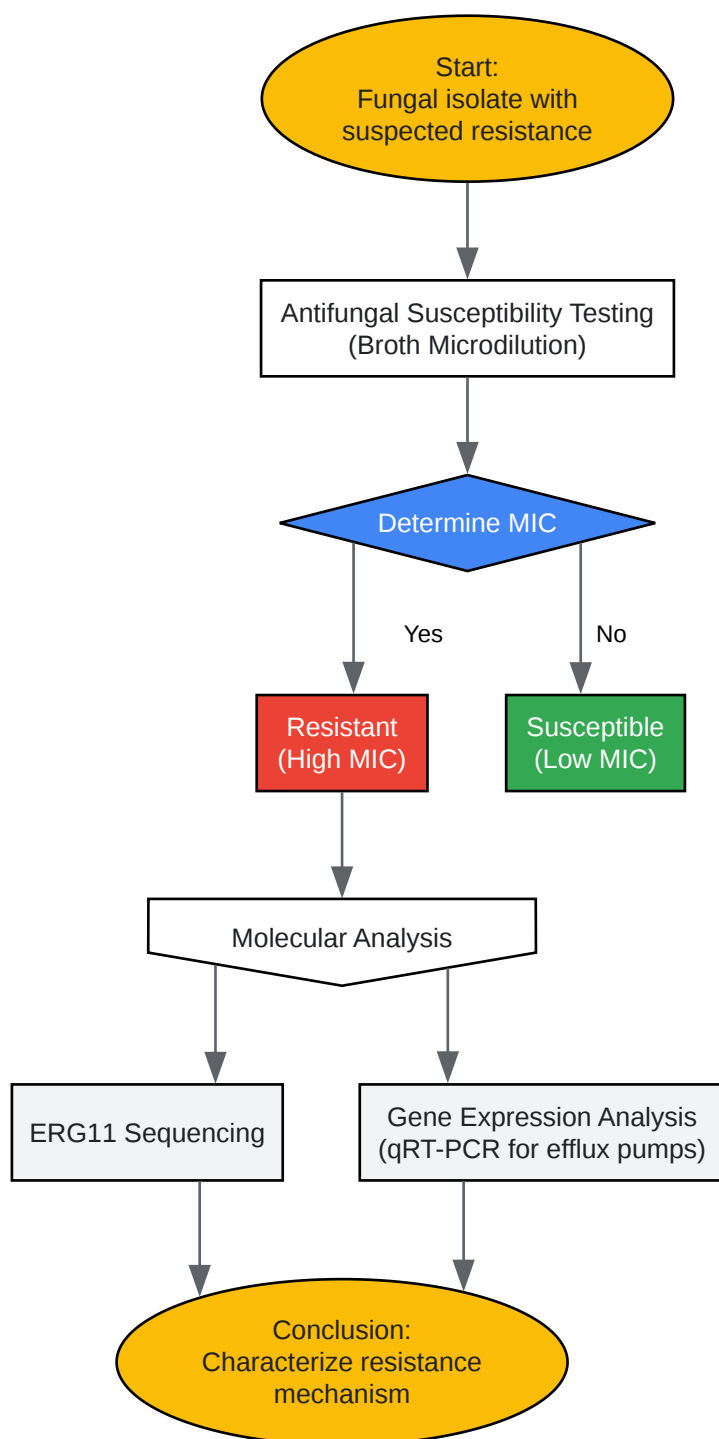 Start:
Fungal isolate with
suspected resistance
Antifungal Susceptibility Testing
(Broth Microdilution)
Determine MIC
Yes
No
Resistant
(High MIC)
Susceptible
(Low MIC)
Molecular Analysis
ERG11 Sequencing
Gene Expression Analysis
(qRT-PCR for efflux pumps)
Conclusion:
Characterize resistance
mechanism